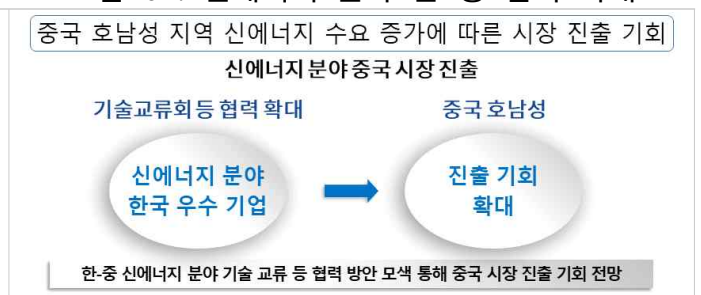 중국 호남성 지역 신에너지 수요 증가에 따른 시장 진출 기회
신에너지 분야 중국 시장 진출
기술교류회 등 협력 확대
중국 호남성
신에너지 분야
한국 우수 기업
진출 기회
확대
한-중 신에너지 분야 기술 교류 등 협력 방안 모색 통해 중국 시장 진출 기회 전망